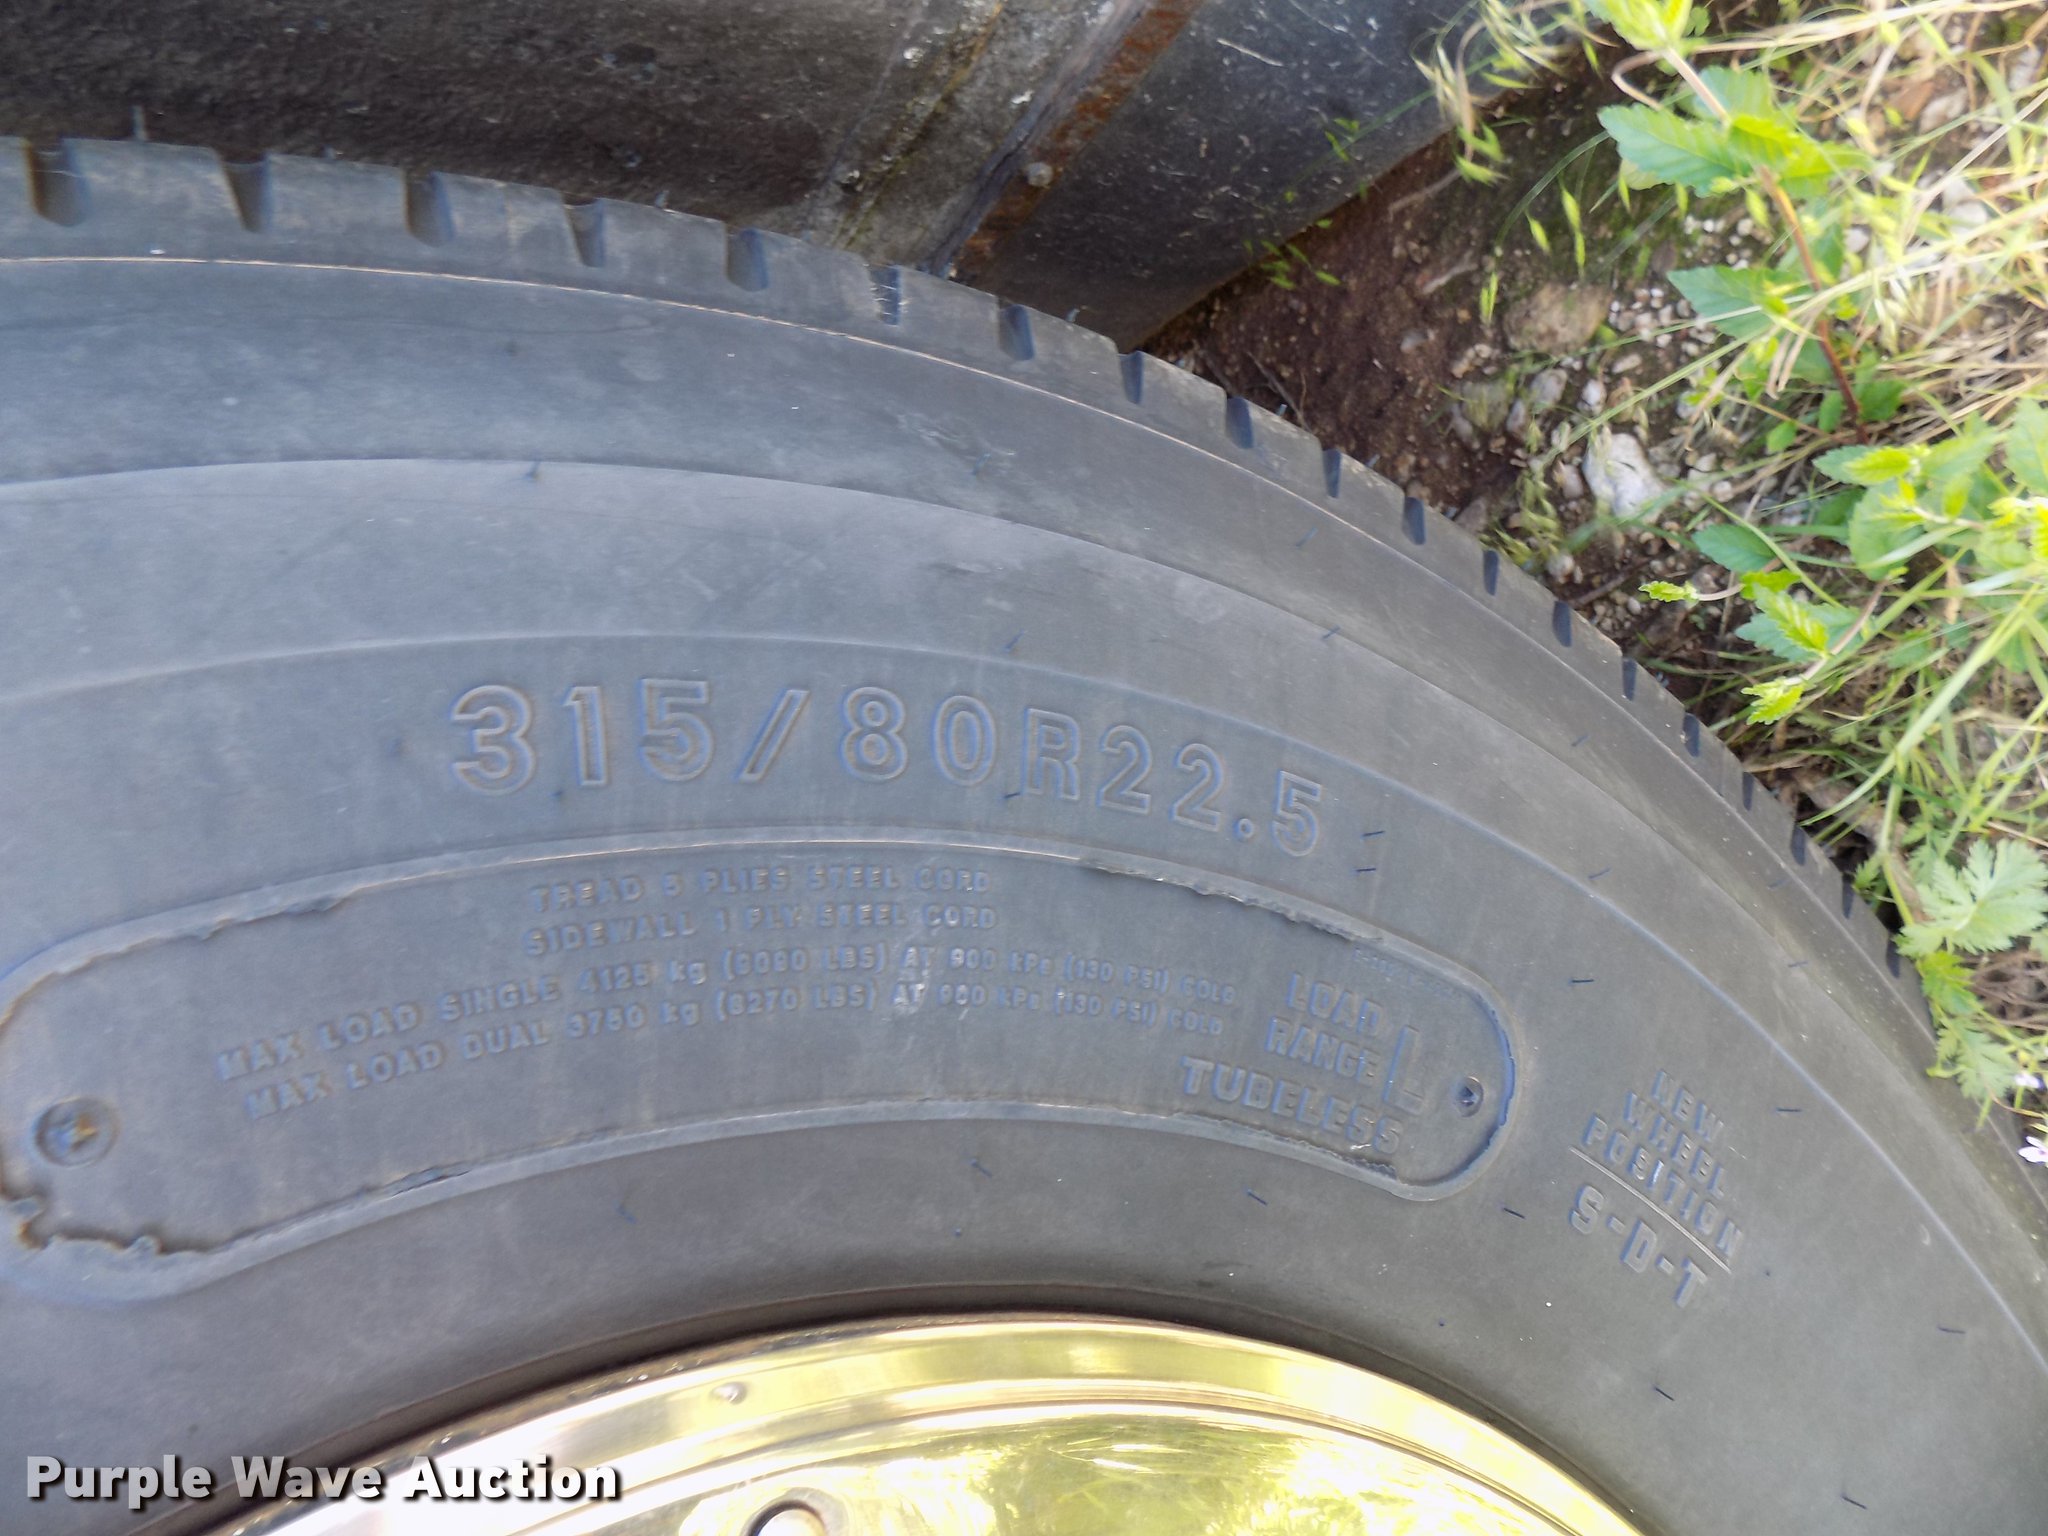 315/80R22.5
TREAD 5 PLIES STEEL CORD
SIDEWALL 1 PLY STEEL CORD
MAX LOAD SINGLE 4125 kg (9090 LBS) AT 900 kPa (130 PSI) COLD
MAX LOAD DUAL 3750 kg (8270 LBS) AT 900 kPa (130 PSI) COLD
LOAD
RANGE L
TUBELESS
NEW
WHEEL
POSITION
S-D-T
Purple Wave Auction